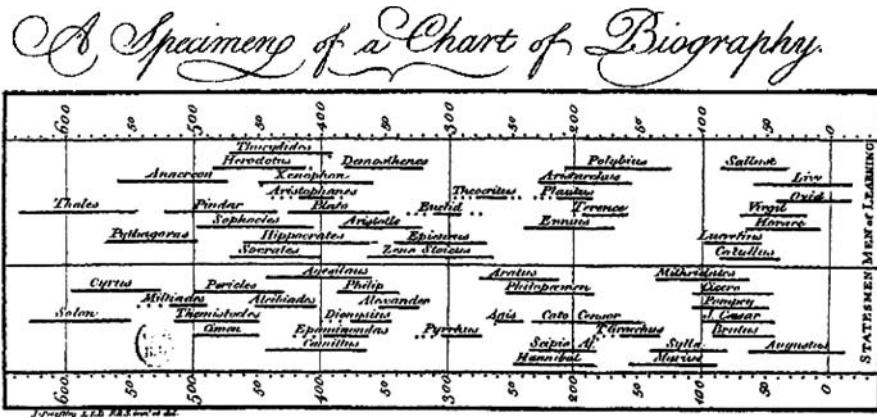 A Specimen of a Chart of Biography.
600 50 500 50 400 50 300 50 200 50 100 50 0
Thucydides
Herodotus Demosthenes Polybius Sallust
Anacreon Xenophon Aristarchus Livy
Aristophanes Theocritus Plautus Ovid
Thales Pindar Plato Euclid Terence Virgil
Sophocles Aristotle Ennius Horace
Pythagoras Hippocrates Epicurus Lucretius
Socrates Zeno Stoicus Catullus
MEN of LEARNING
Agesilaus Aratus Mithridates
Cyrus Pericles Philip Philopœmen Cicero
Miltiades Alcibiades Alexander Pompey
Solon Themistocles Dionysius Agis Cato Censor J. Cæsar
Cimon Epaminondas Pyrrhus T. Gracchus Brutus
Camillus Scipio Af. Sylla Augustus
Hannibal Marius
STATESMEN
600 50 500 50 400 50 300 50 200 50 100 50 0